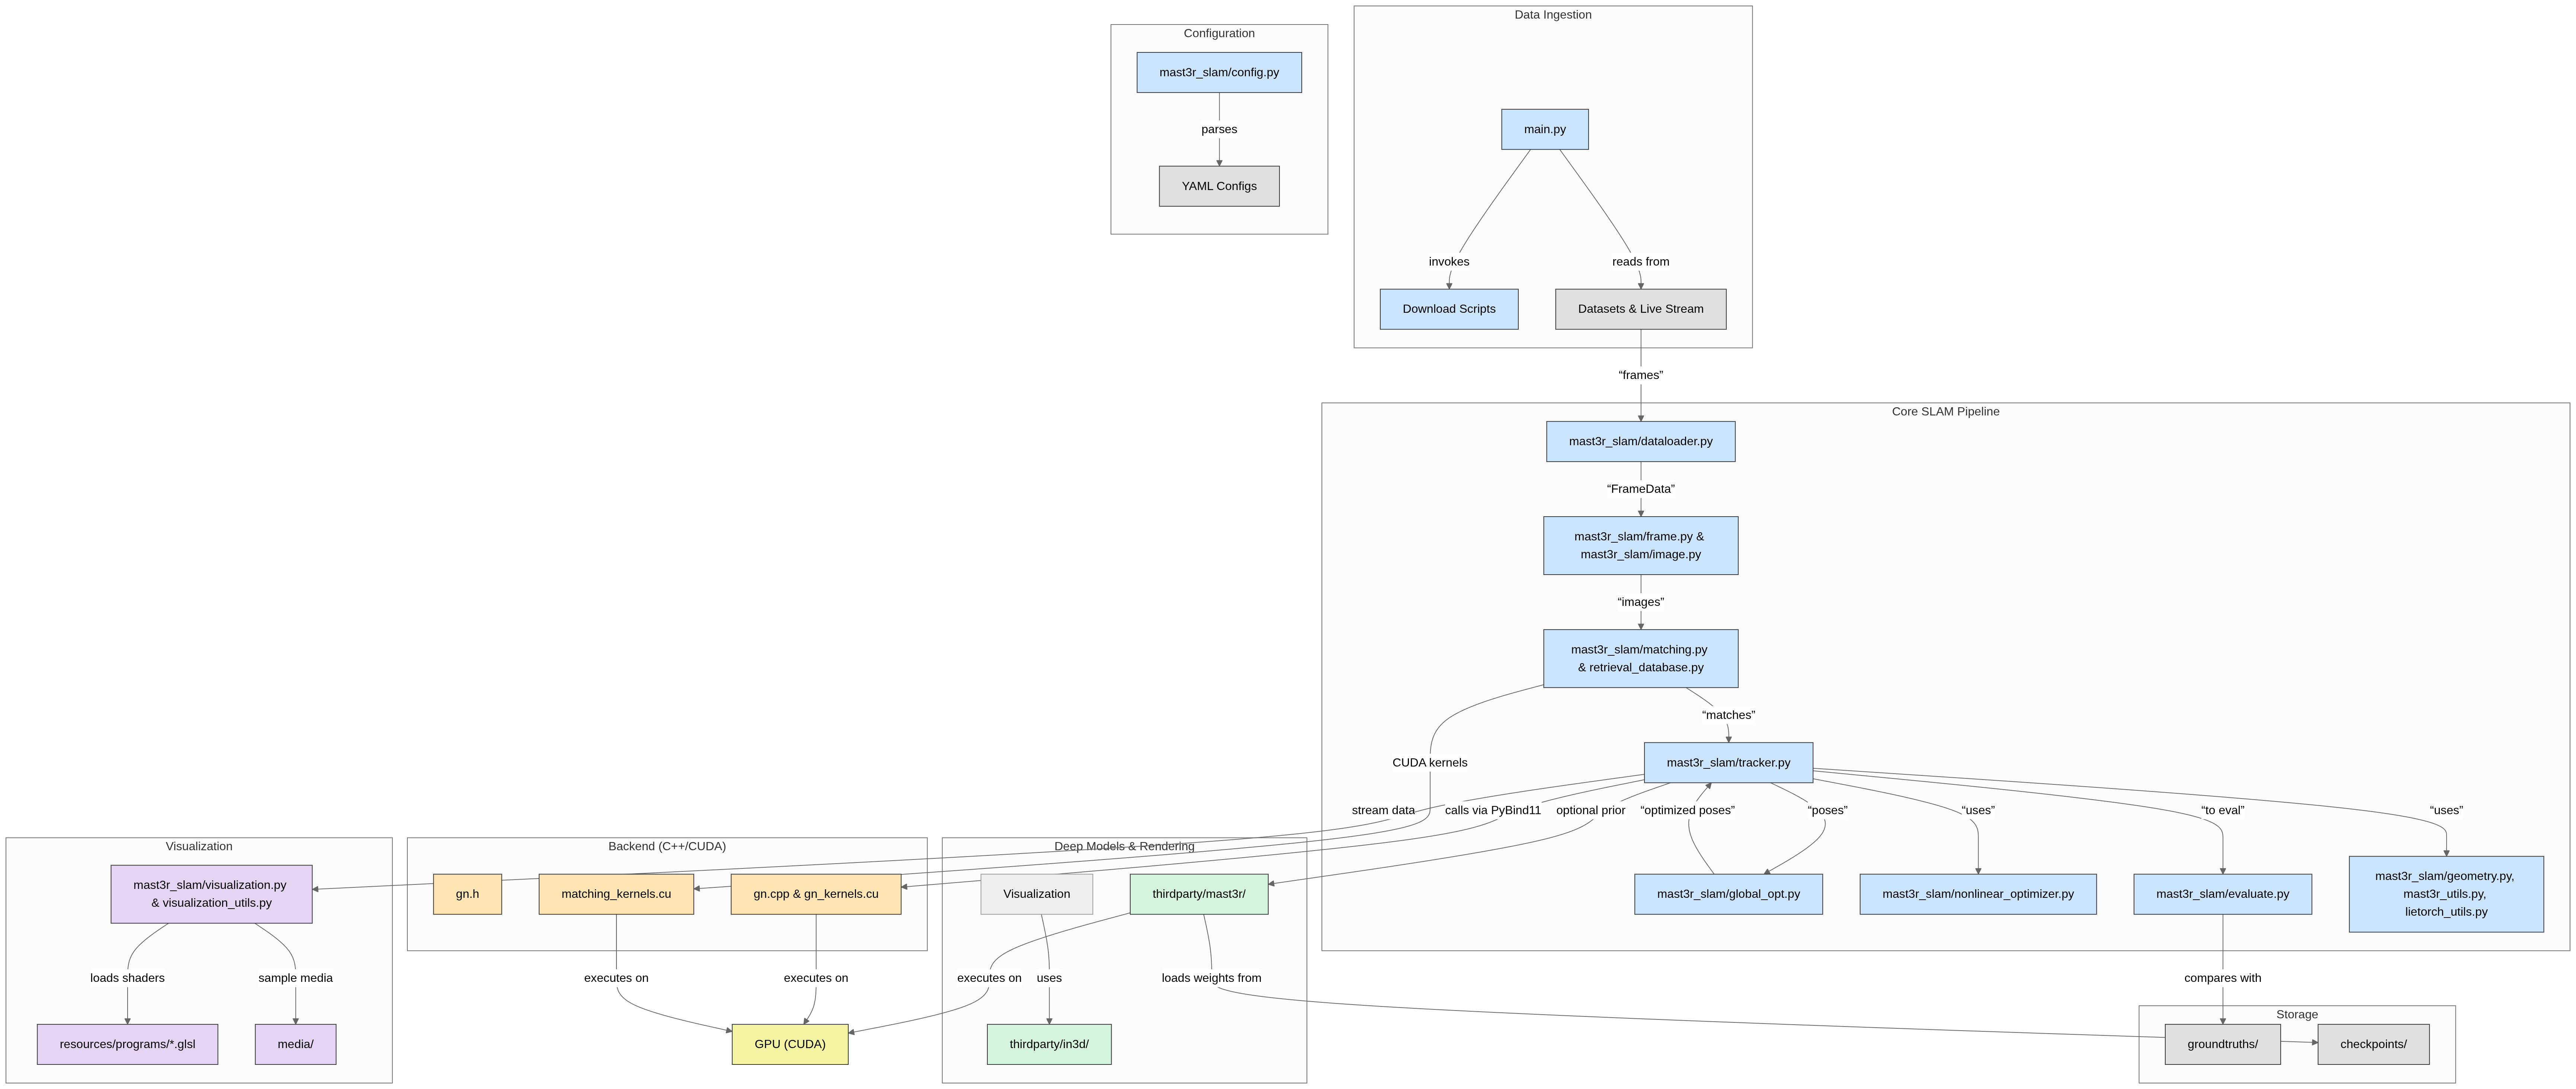 Data Ingestion
Configuration
mast3r_slam/config.py
main.py
parses
YAML Configs
invokes
reads from
Download Scripts
Datasets & Live Stream
“frames”
Core SLAM Pipeline
mast3r_slam/dataloader.py
“FrameData”
mast3r_slam/frame.py &
mast3r_slam/image.py
“images”
mast3r_slam/matching.py
& retrieval_database.py
“matches”
CUDA kernels
mast3r_slam/tracker.py
stream data
calls via PyBind11
optional prior
“optimized poses”
“poses”
“uses”
“to eval”
“uses”
Visualization
Backend (C++/CUDA)
Deep Models & Rendering
mast3r_slam/visualization.py
& visualization_utils.py
gn.h
matching_kernels.cu
gn.cpp & gn_kernels.cu
Visualization
thirdparty/mast3r/
mast3r_slam/global_opt.py
mast3r_slam/nonlinear_optimizer.py
mast3r_slam/evaluate.py
mast3r_slam/geometry.py,
mast3r_utils.py,
lietorch_utils.py
loads shaders
sample media
executes on
executes on
executes on
uses
loads weights from
compares with
Storage
resources/programs/*.glsl
media/
GPU (CUDA)
thirdparty/in3d/
groundtruths/
checkpoints/